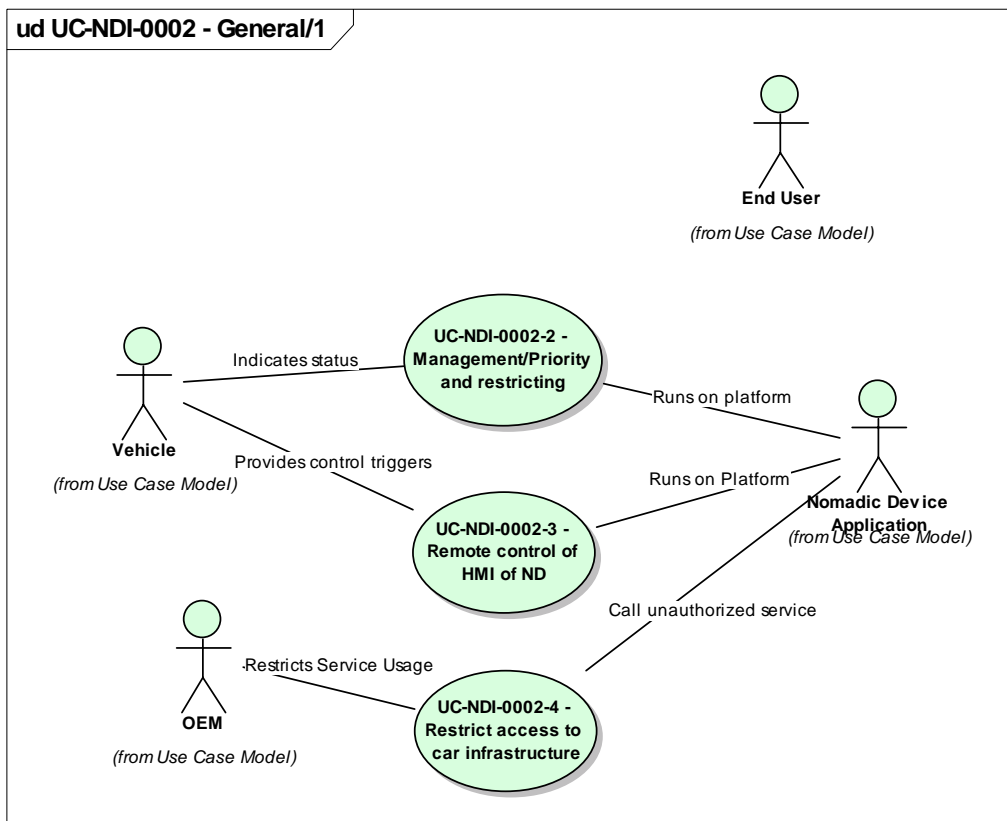 ud UC-NDI-0002 - General/1
End User
(from Use Case Model)
UC-NDI-0002-2 -
Management/Priority
and restricting
Indicates status
Runs on platform
Vehicle
(from Use Case Model)
Provides control triggers
Runs on Platform
Nomadic Device
Application
(from Use Case Model)
UC-NDI-0002-3 -
Remote control of
HMI of ND
Call unauthorized service
Restricts Service Usage
OEM
(from Use Case Model)
UC-NDI-0002-4 -
Restrict access to
car infrastructure